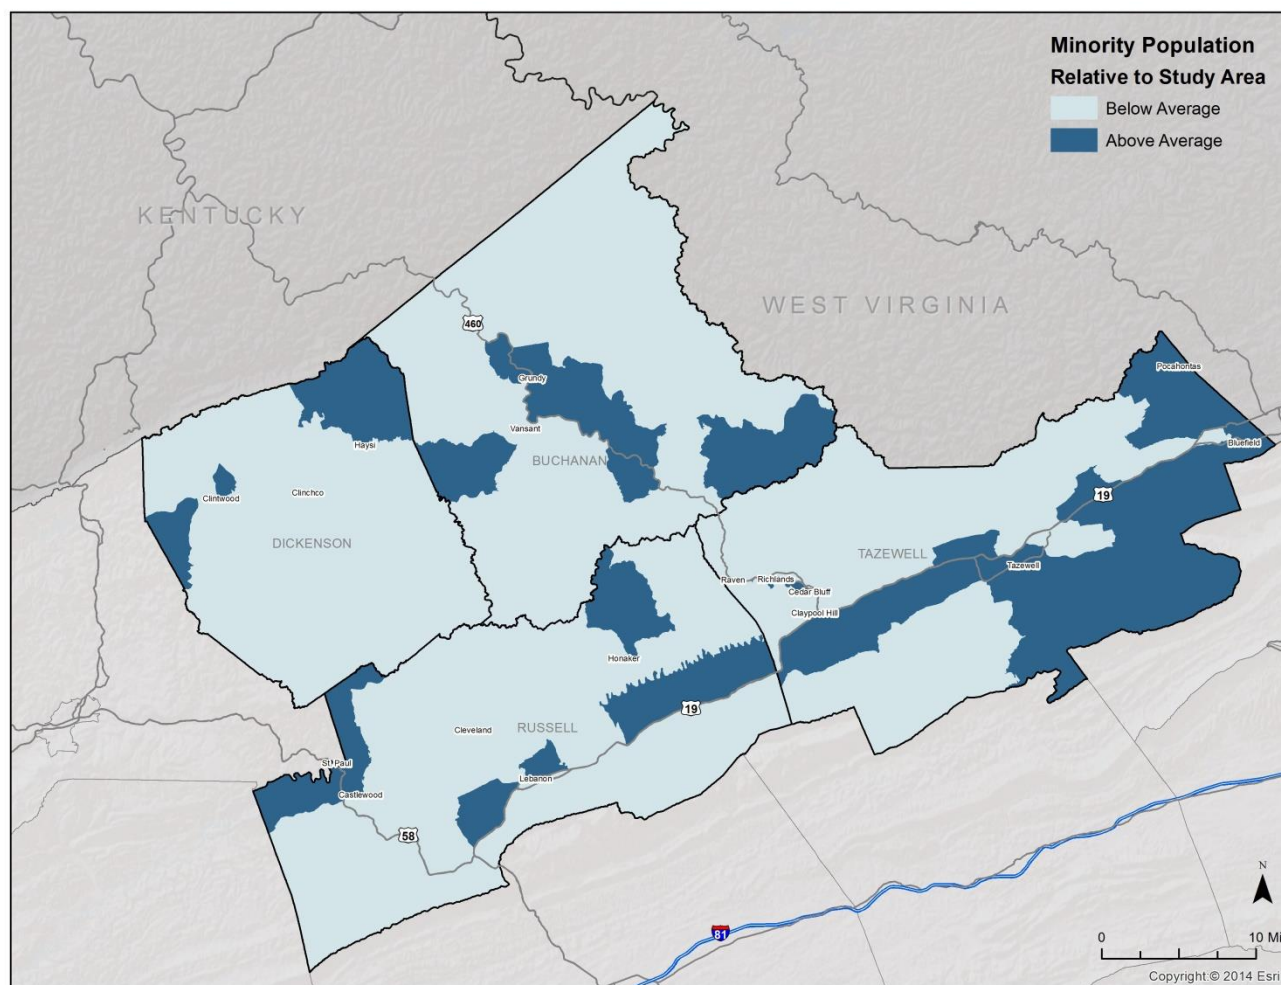 Minority Population
Relative to Study Area
Below Average
Above Average
KENTUCKY
WEST VIRGINIA
460
Pocahontas
Grundy
Vansant
Haysi
BUCHANAN
Bluefield
Clintwood
Clinchco
19
DICKENSON
TAZEWELL
Tazewell
Raven
Richlands
Cedar Bluff
Claypool Hill
Honaker
19
Cleveland
RUSSELL
St. Paul
Lebanon
Castlewood
58
81
N
0
10 Mi
Copyright:© 2014 Esri